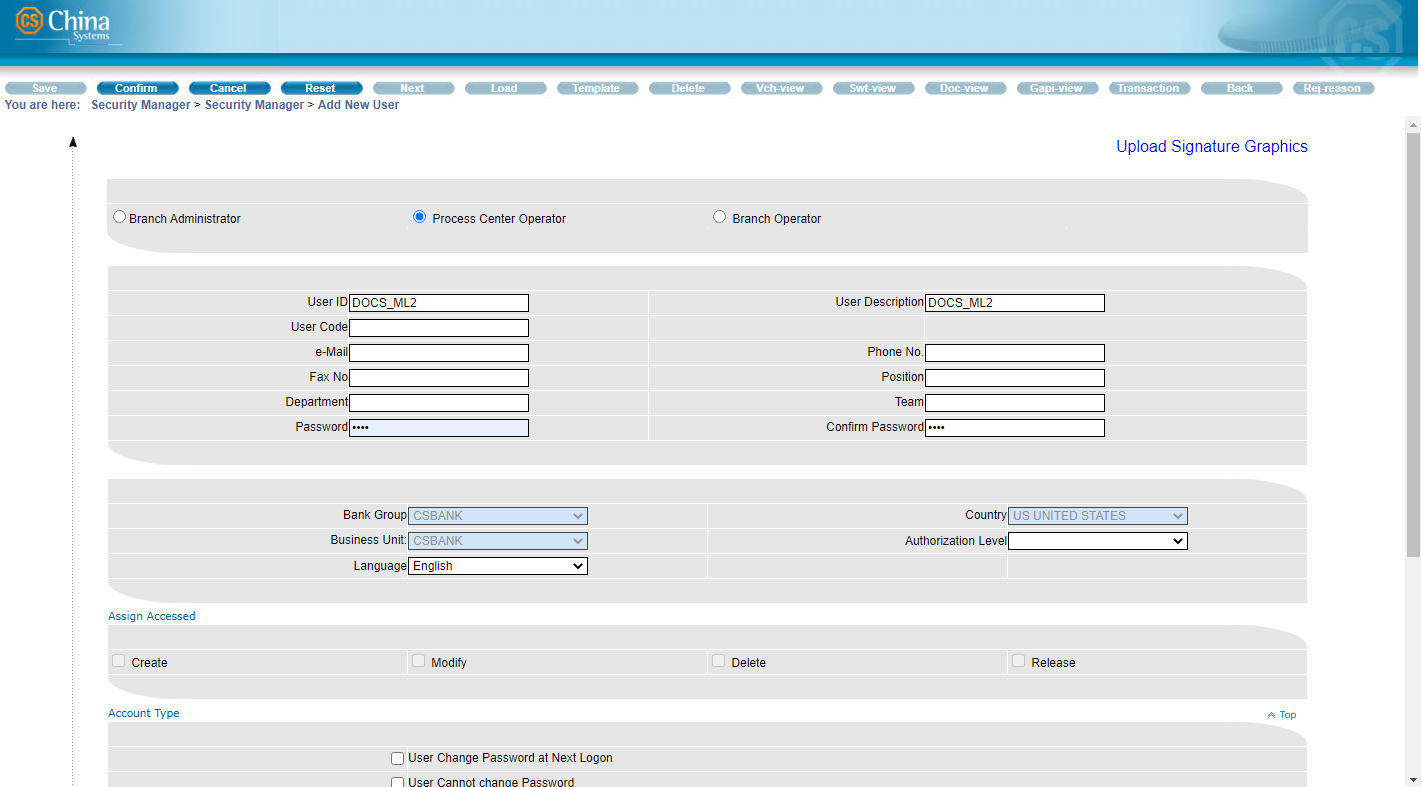 CS China
Systems
CS
Save Confirm Cancel Reset Next Load Template Delete Vch-view Swt-view Doc-view Gapi-view Transaction Back Rej-reason
You are here: Security Manager > Security Manager > Add New User
Upload Signature Graphics
Branch Administrator Process Center Operator Branch Operator
User ID DOCS_ML2 User Description DOCS_ML2
User Code
e-Mail Phone No.
Fax No Position
Department Team
Password •••• Confirm Password ••••
Bank Group CSBANK Country US UNITED STATES
Business Unit: CSBANK Authorization Level
Language English
Assign Accessed
Create Modify Delete Release
Account Type Top
User Change Password at Next Logon
User Cannot change Password